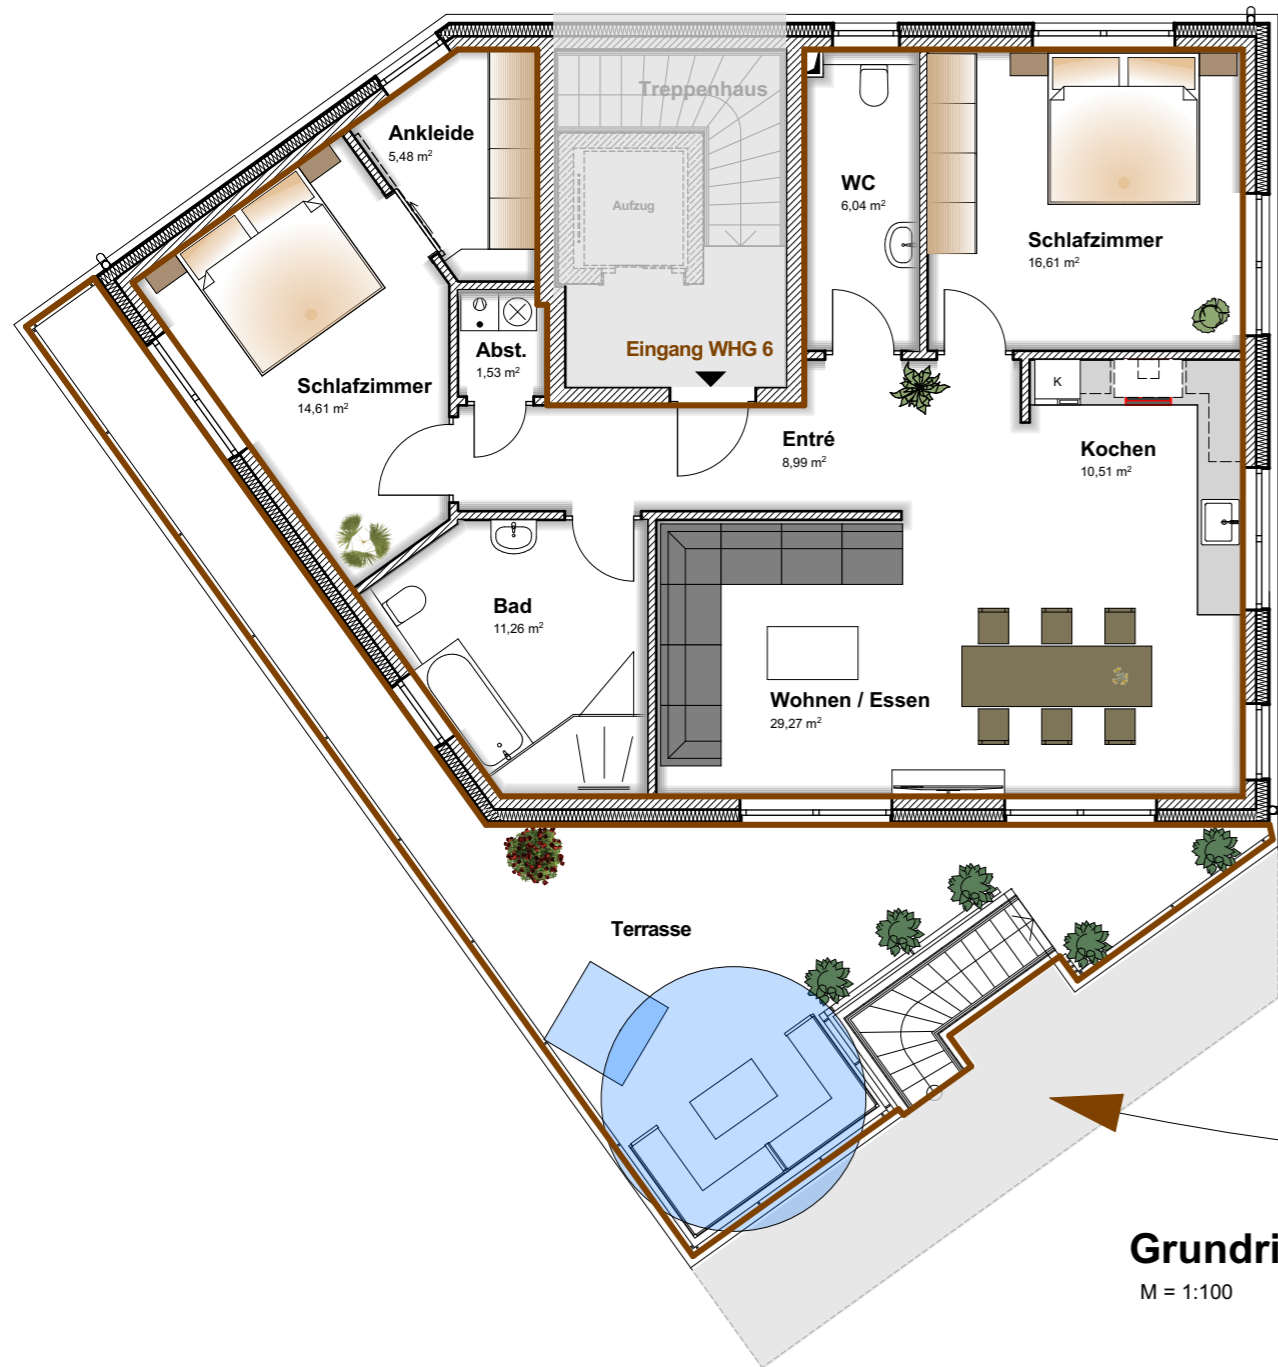 Treppenhaus
Ankleide
5,48 m²
Aufzug
WC
6,04 m²
Schlafzimmer
16,61 m²
Eingang WHG 6
Abst.
1,53 m²
Schlafzimmer
14,61 m²
K
Entré
8,99 m²
Kochen
10,51 m²
Bad
11,26 m²
Wohnen / Essen
29,27 m²
Terrasse
Grundri
M = 1:100